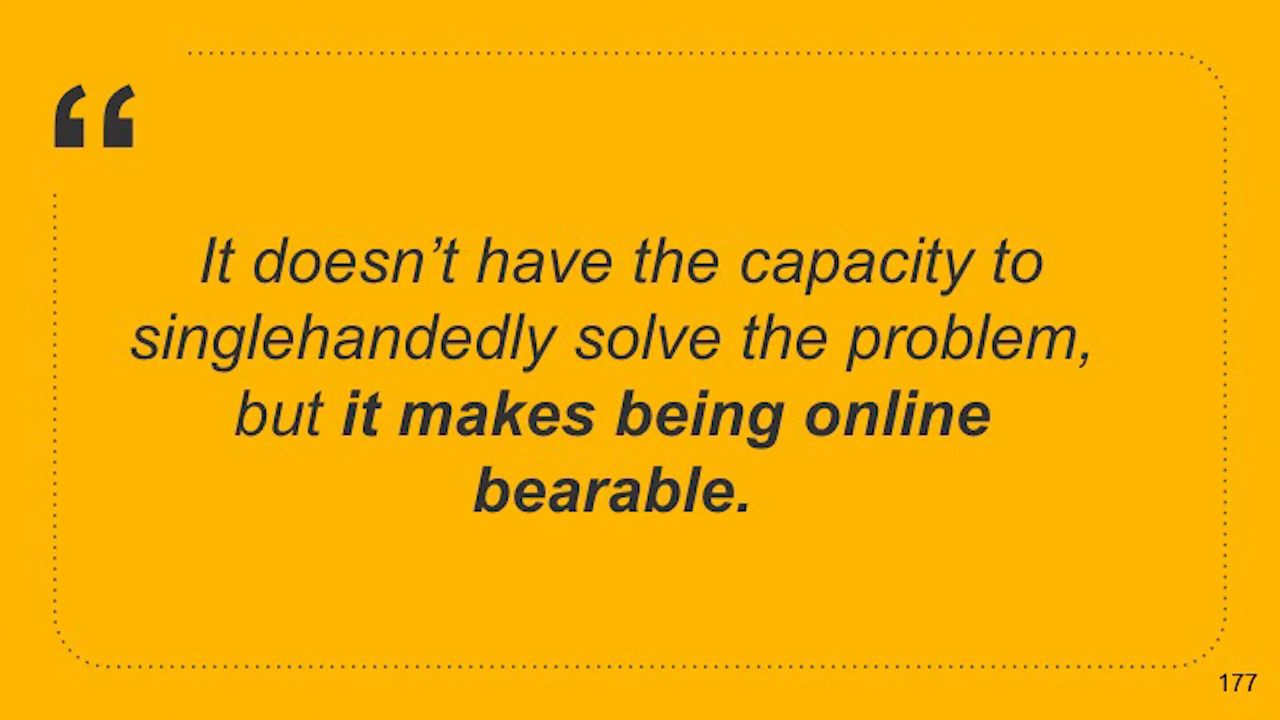 “
It doesn’t have the capacity to
singlehandedly solve the problem,
but it makes being online
bearable.
177